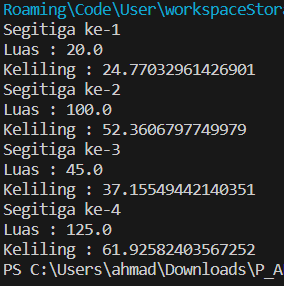 Roaming\Code\User\workspaceStor
Segitiga ke-1
Luas : 20.0
Keliling : 24.77032961426901
Segitiga ke-2
Luas : 100.0
Keliling : 52.3606797749979
Segitiga ke-3
Luas : 45.0
Keliling : 37.15549442140351
Segitiga ke-4
Luas : 125.0
Keliling : 61.92582403567252
PS C:\Users\ahmad\Downloads\P_A